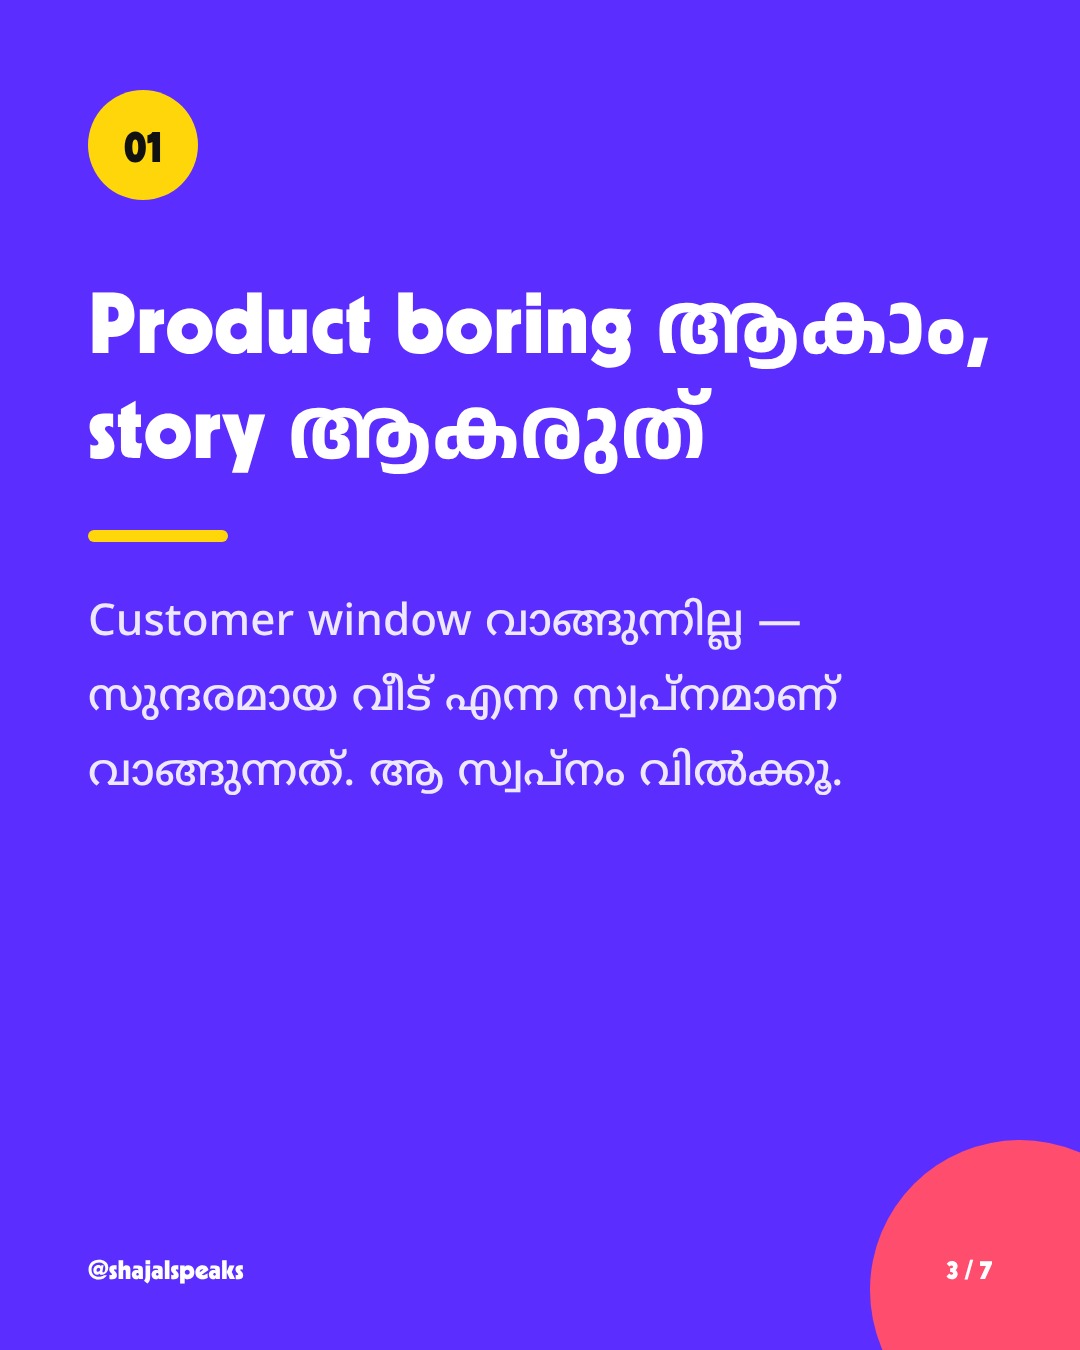 01
Product boring ആകാം,
story ആകരുത്
Customer window വാങ്ങുന്നില്ല —
സുന്ദരമായ വീട് എന്ന സ്വപ്നമാണ്
വാങ്ങുന്നത്. ആ സ്വപ്നം വിൽക്കൂ.
@shajalspeaks
3 / 7